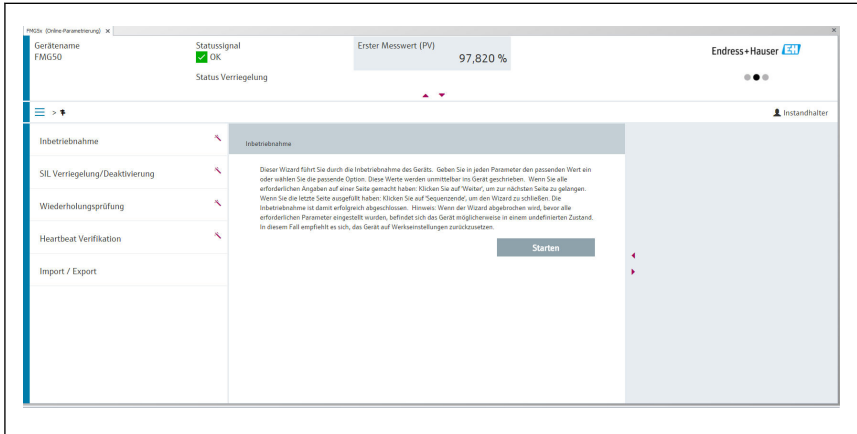 FMG5x (Online-Parametrierung) ×
×
Gerätename
FMG50
Statussignal
OK
Status Verriegelung
Erster Messwert (PV)
97,820 %
Endress+Hauser EH
>
Instandhalter
Inbetriebnahme
SIL Verriegelung/Deaktivierung
Wiederholungsprüfung
Heartbeat Verifikation
Import / Export
Inbetriebnahme
Dieser Wizard führt Sie durch die Inbetriebnahme des Geräts. Geben Sie in jeden Parameter den passenden Wert ein
oder wählen Sie die passende Option. Diese Werte werden unmittelbar ins Gerät geschrieben. Wenn Sie alle
erforderlichen Angaben auf einer Seite gemacht haben: Klicken Sie auf 'Weiter', um zur nächsten Seite zu gelangen.
Wenn Sie die letzte Seite ausgefüllt haben: Klicken Sie auf 'Sequenzende', um den Wizard zu schließen. Die
Inbetriebnahme ist damit erfolgreich abgeschlossen. Hinweis: Wenn der Wizard abgebrochen wird, bevor alle
erforderlichen Parameter eingestellt wurden, befindet sich das Gerät möglicherweise in einem undefinierten Zustand.
In diesem Fall empfiehlt es sich, das Gerät auf Werkseinstellungen zurückzusetzen.
Starten